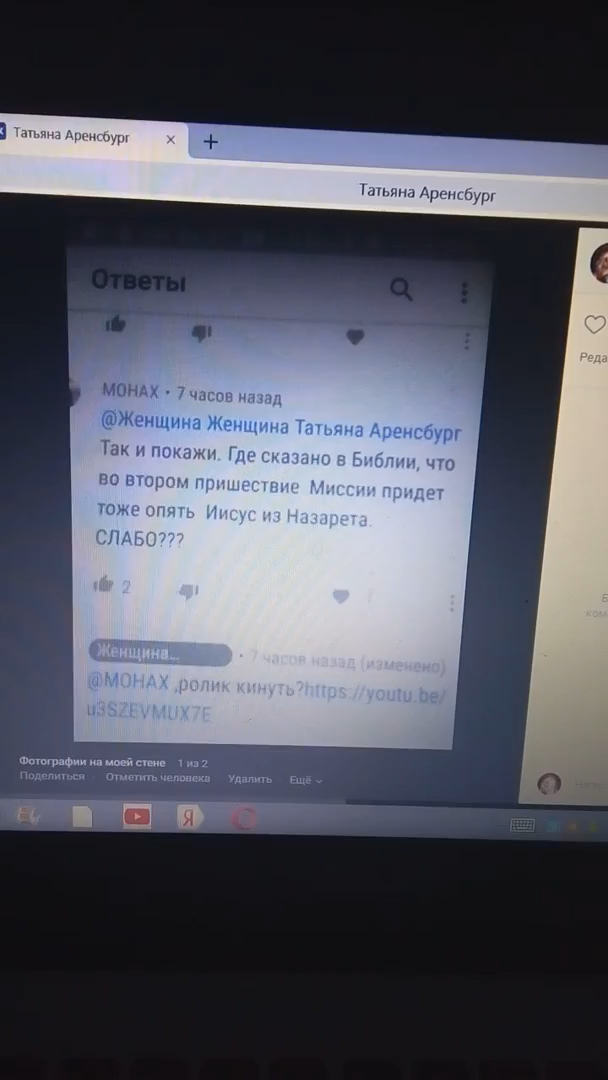 Татьяна Аренсбург
Татьяна Аренсбург
Ответы
МОНАХ • 7 часов назад
@Женщина Женщина Татьяна Аренсбург
Так и покажи. Где сказано в Библии, что
во втором пришествие Миссии придет
тоже опять Иисус из Назарета.
СЛАБО???
2
Женщина...
• 7 часов назад (изменено)
@МОНАХ ,ролик кинуть?https://youtu.be/
u3SZEVMUX7E
Фотографии на моей стене 1 из 2
Поделиться Отметить человека Удалить Ещё
Реда